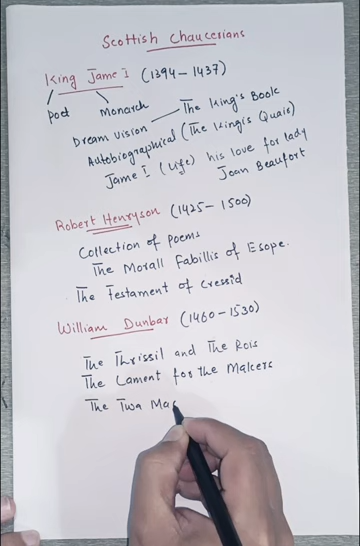 Scottish Chaucerians
King Jame I (1394-1437)
Poet
Monarch
Dream Vision — The King's Book
Autobiographical (The Kingis Quair)
Jame I (Life) his love for lady
Joan Beaufort
Robert Henryson (1425-1500)
Collection of poems
The Morall Fabillis of Esope.
The Testament of Cressid
William Dunbar (1460-1530)
The Thrissil and The Rois
The Lament for the Makers
The Twa Ma